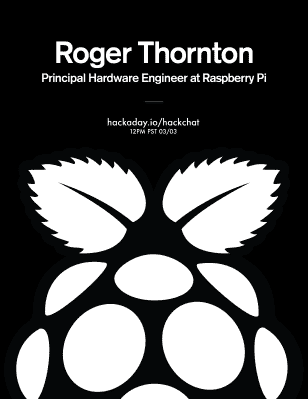 Roger Thornton
Principal Hardware Engineer at Raspberry Pi
hackaday.io/hackchat
12PM PST 03/03